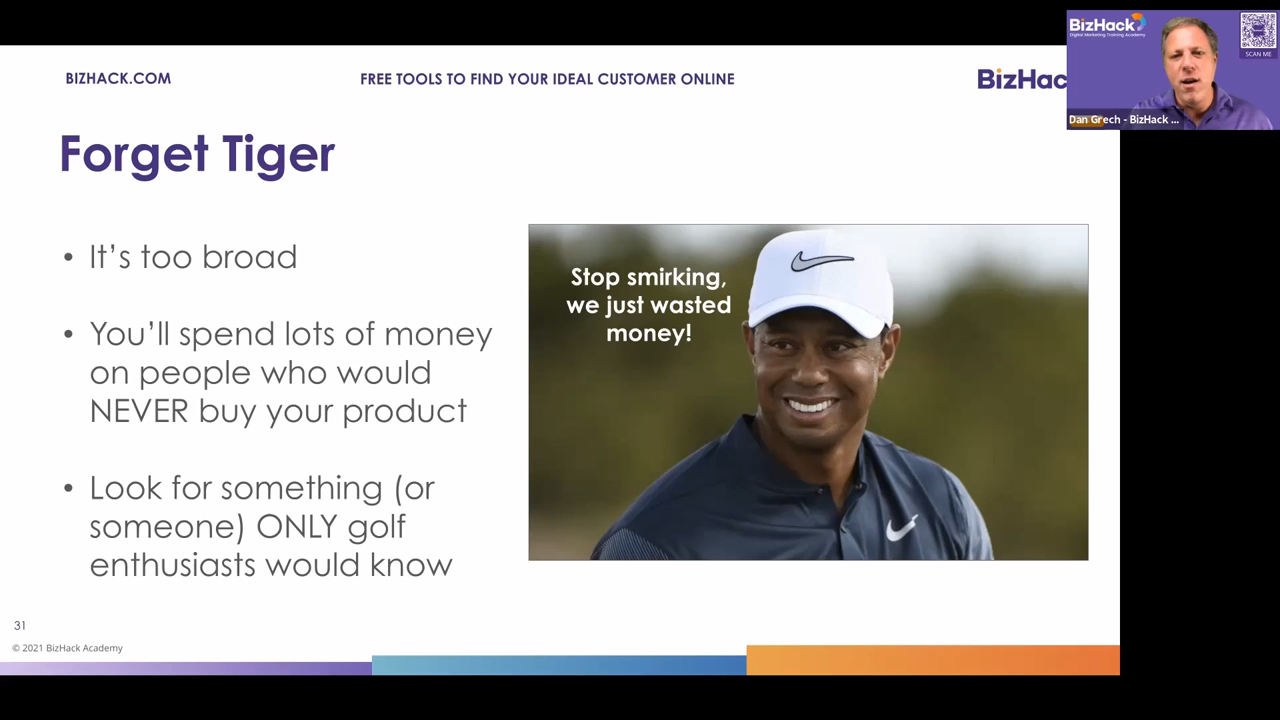 BIZHACK.COM
FREE TOOLS TO FIND YOUR IDEAL CUSTOMER ONLINE
BizHac
BizHack
Digital Marketing Training Academy
SCAN ME
Dan Grech - BizHack ...
Forget Tiger
• It's too broad
• You'll spend lots of money
on people who would
NEVER buy your product
• Look for something (or
someone) ONLY golf
enthusiasts would know
Stop smirking,
we just wasted
money!
31
© 2021 BizHack Academy